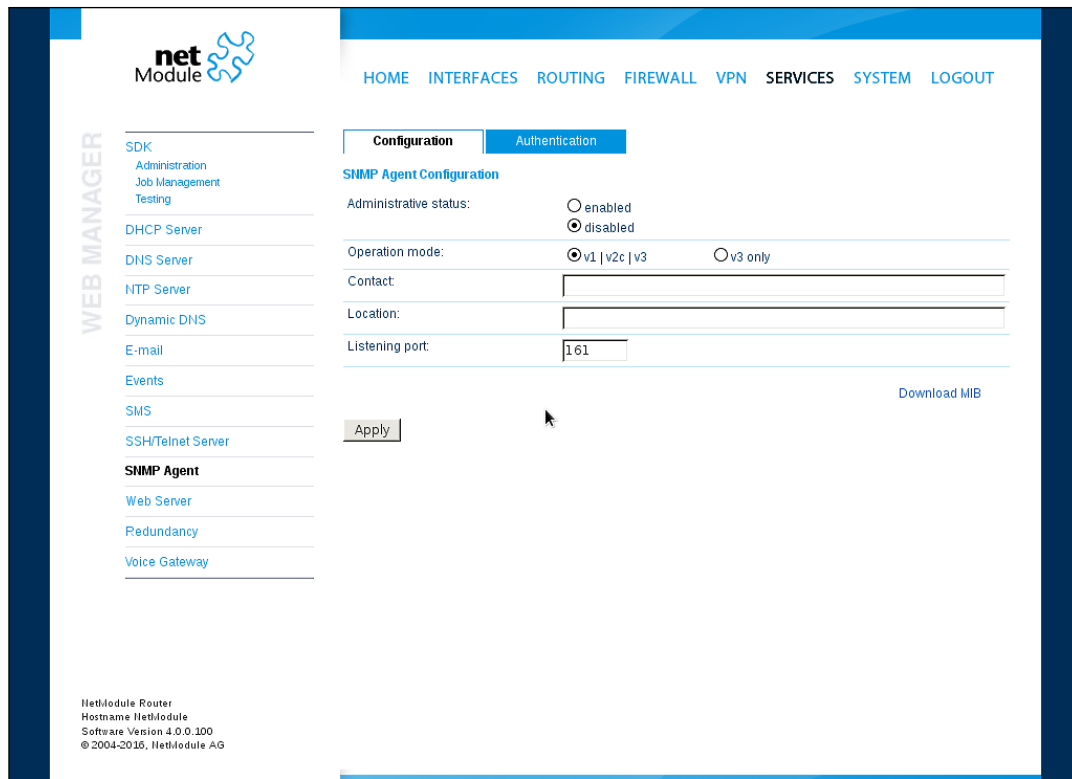 net
Module
HOME INTERFACES ROUTING FIREWALL VPN SERVICES SYSTEM LOGOUT
WEB MANAGER
SDK
Administration
Job Management
Testing
DHCP Server
DNS Server
NTP Server
Dynamic DNS
E-mail
Events
SMS
SSH/Telnet Server
SNMP Agent
Web Server
Redundancy
Voice Gateway
Configuration Authentication
SNMP Agent Configuration
Administrative status: enabled
disabled
Operation mode: v1 | v2c | v3 v3 only
Contact:
Location:
Listening port: 161
Download MIB
Apply
NetModule Router
Hostname NetModule
Software Version 4.0.0.100
© 2004-2016, NetModule AG